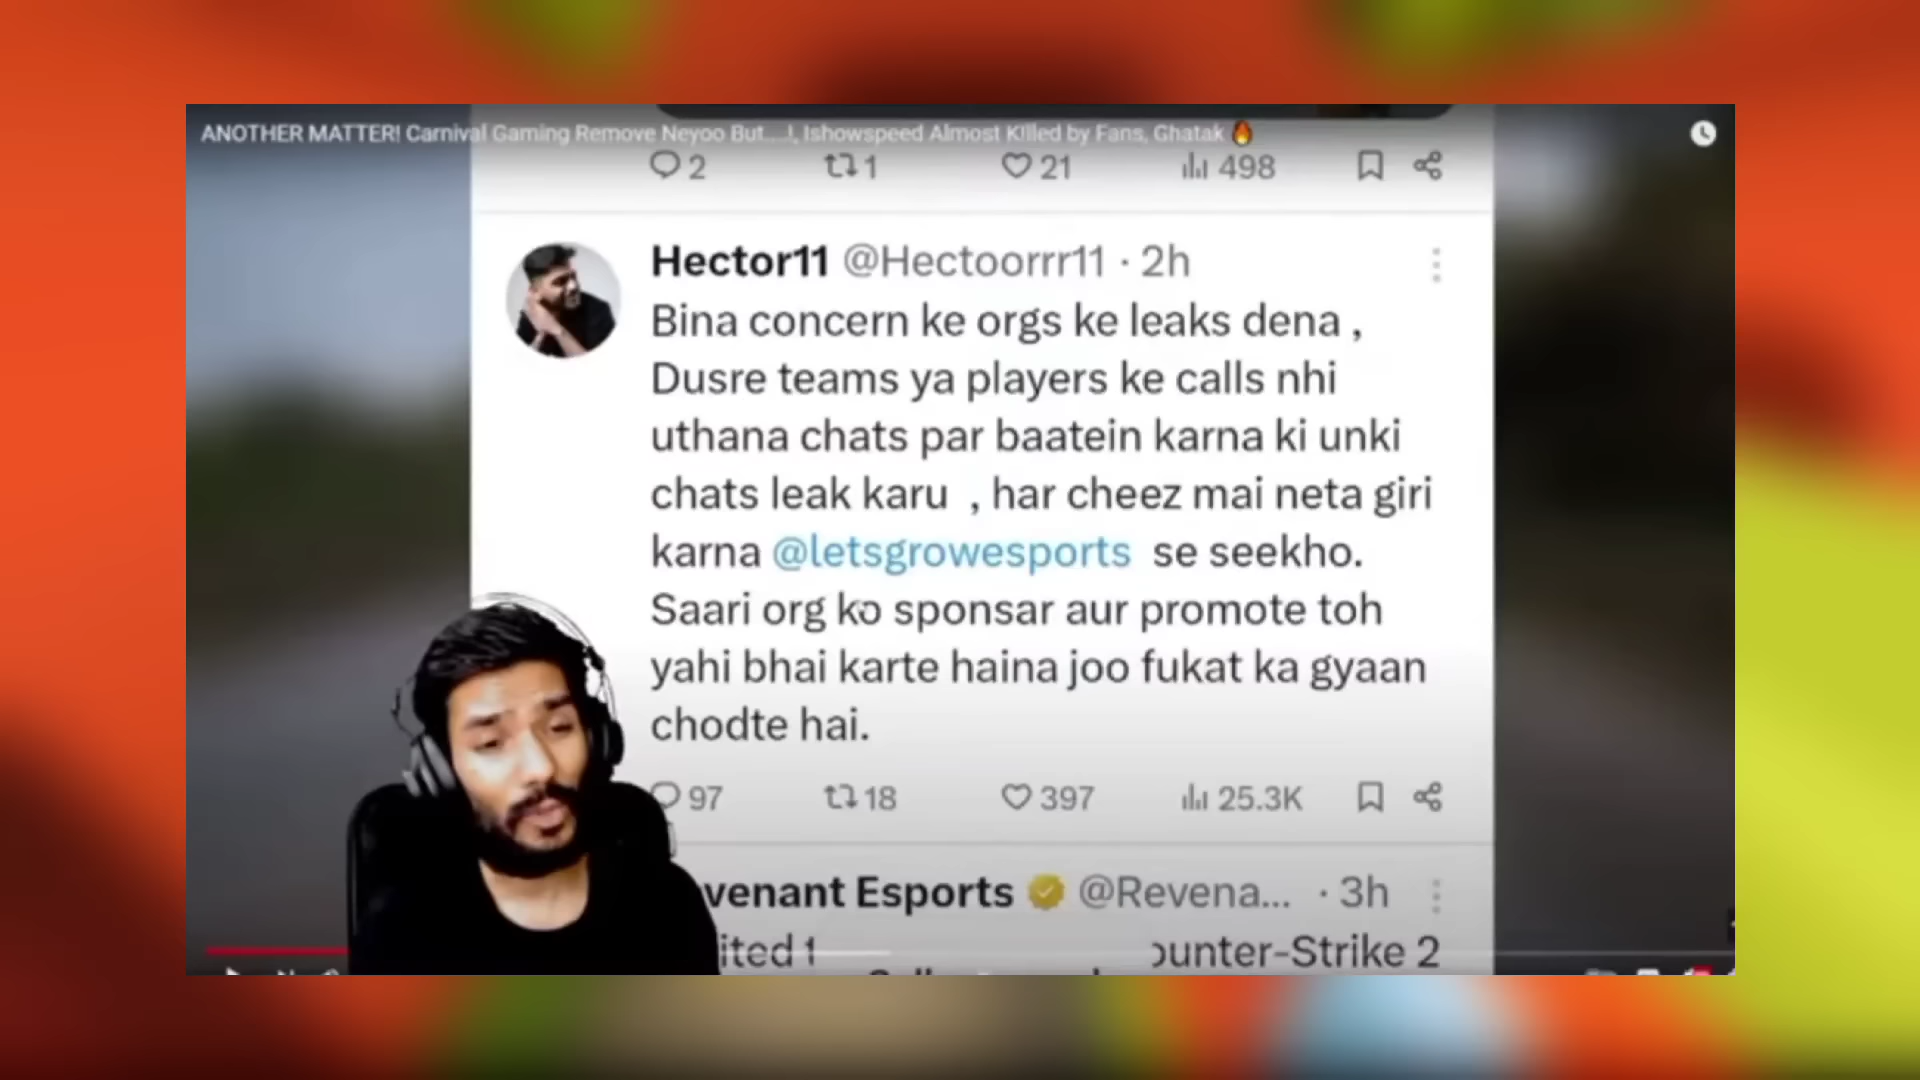 ANOTHER MATTER! Carnival Gaming Remove Neyoo But....!, Ishowspeed Almost K!lled by Fans, Ghatak 🔥
2 1 21 498
Hector11 @Hectoorrr11 · 2h
Bina concern ke orgs ke leaks dena ,
Dusre teams ya players ke calls nhi
uthana chats par baatein karna ki unki
chats leak karu , har cheez mai neta giri
karna @letsgrowesports se seekho.
Saari org ko sponsar aur promote toh
yahi bhai karte haina joo fukat ka gyaan
chodte hai.
97 18 397 25.3K
venant Esports @Revena... · 3h
ited 1 ounter-Strike 2